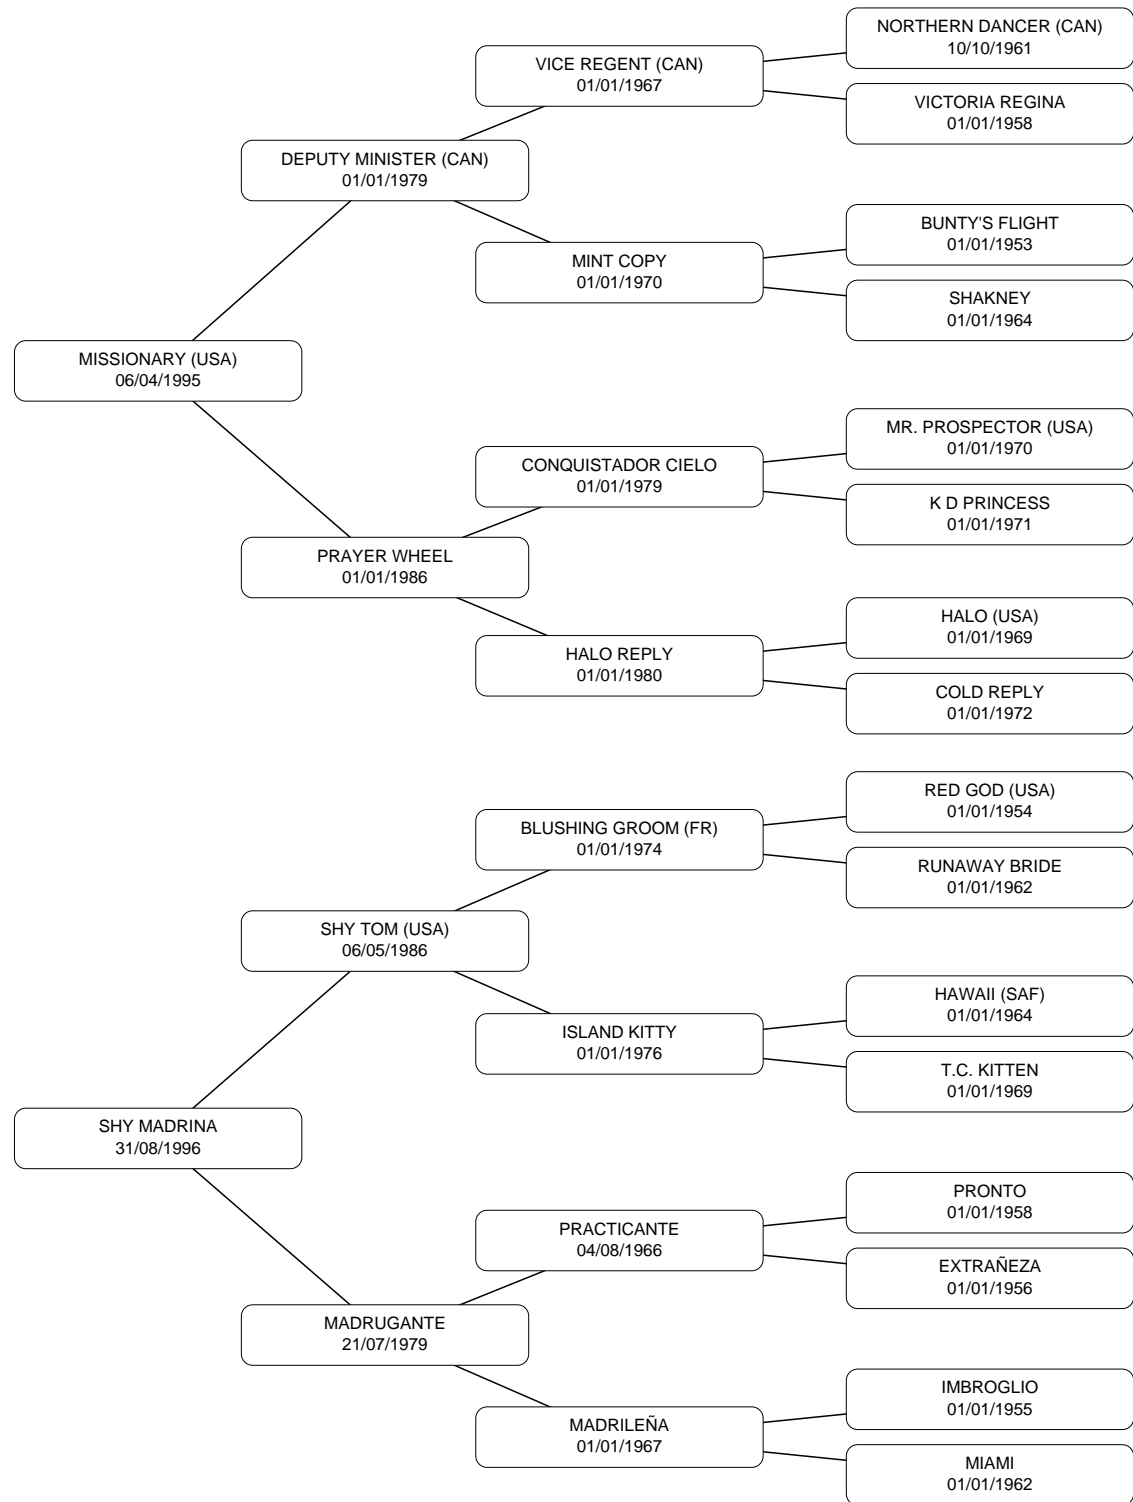 NORTHERN DANCER (CAN)
10/10/1961
VICE REGENT (CAN)
01/01/1967
VICTORIA REGINA
01/01/1958
DEPUTY MINISTER (CAN)
01/01/1979
BUNTY'S FLIGHT
01/01/1953
MINT COPY
01/01/1970
SHAKNEY
01/01/1964
MISSIONARY (USA)
06/04/1995
MR. PROSPECTOR (USA)
01/01/1970
CONQUISTADOR CIELO
01/01/1979
K D PRINCESS
01/01/1971
PRAYER WHEEL
01/01/1986
HALO (USA)
01/01/1969
HALO REPLY
01/01/1980
COLD REPLY
01/01/1972
RED GOD (USA)
01/01/1954
BLUSHING GROOM (FR)
01/01/1974
RUNAWAY BRIDE
01/01/1962
SHY TOM (USA)
06/05/1986
HAWAII (SAF)
01/01/1964
ISLAND KITTY
01/01/1976
T.C. KITTEN
01/01/1969
SHY MADRINA
31/08/1996
PRONTO
01/01/1958
PRACTICANTE
04/08/1966
EXTRAÑEZA
01/01/1956
MADRUGANTE
21/07/1979
IMBROGLIO
01/01/1955
MADRILEÑA
01/01/1967
MIAMI
01/01/1962